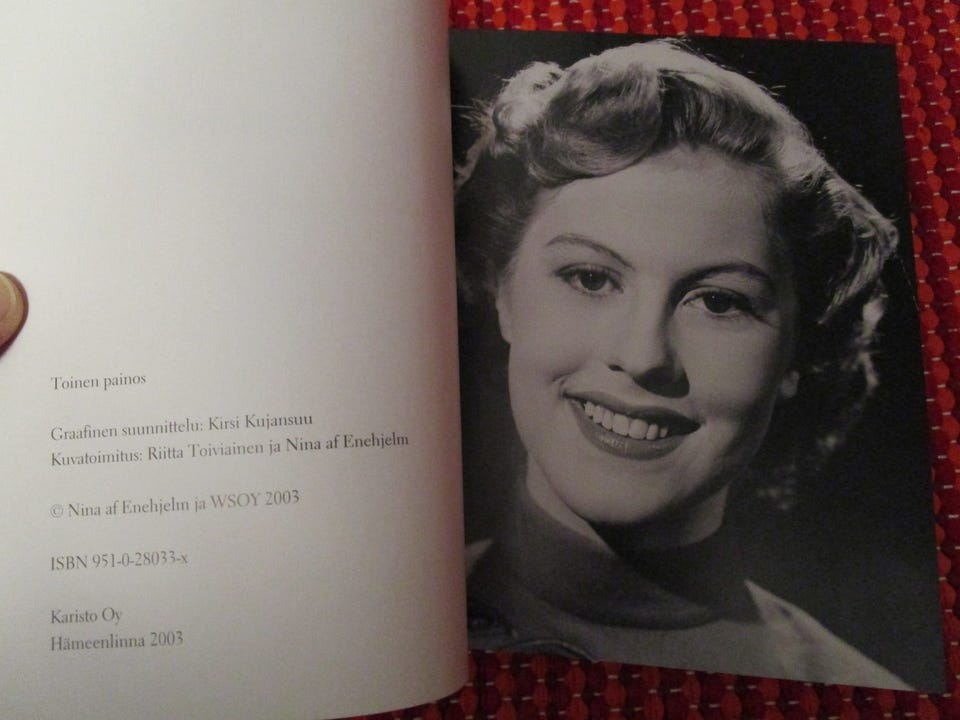 Toinen painos
Graafinen suunnittelu: Kirsi Kujansuu
Kuvatoimitus: Riitta Toiviainen ja Nina af Enehjelm
© Nina af Enehjelm ja WSOY 2003
ISBN 951-0-28033-x
Karisto Oy
Hämeenlinna 2003